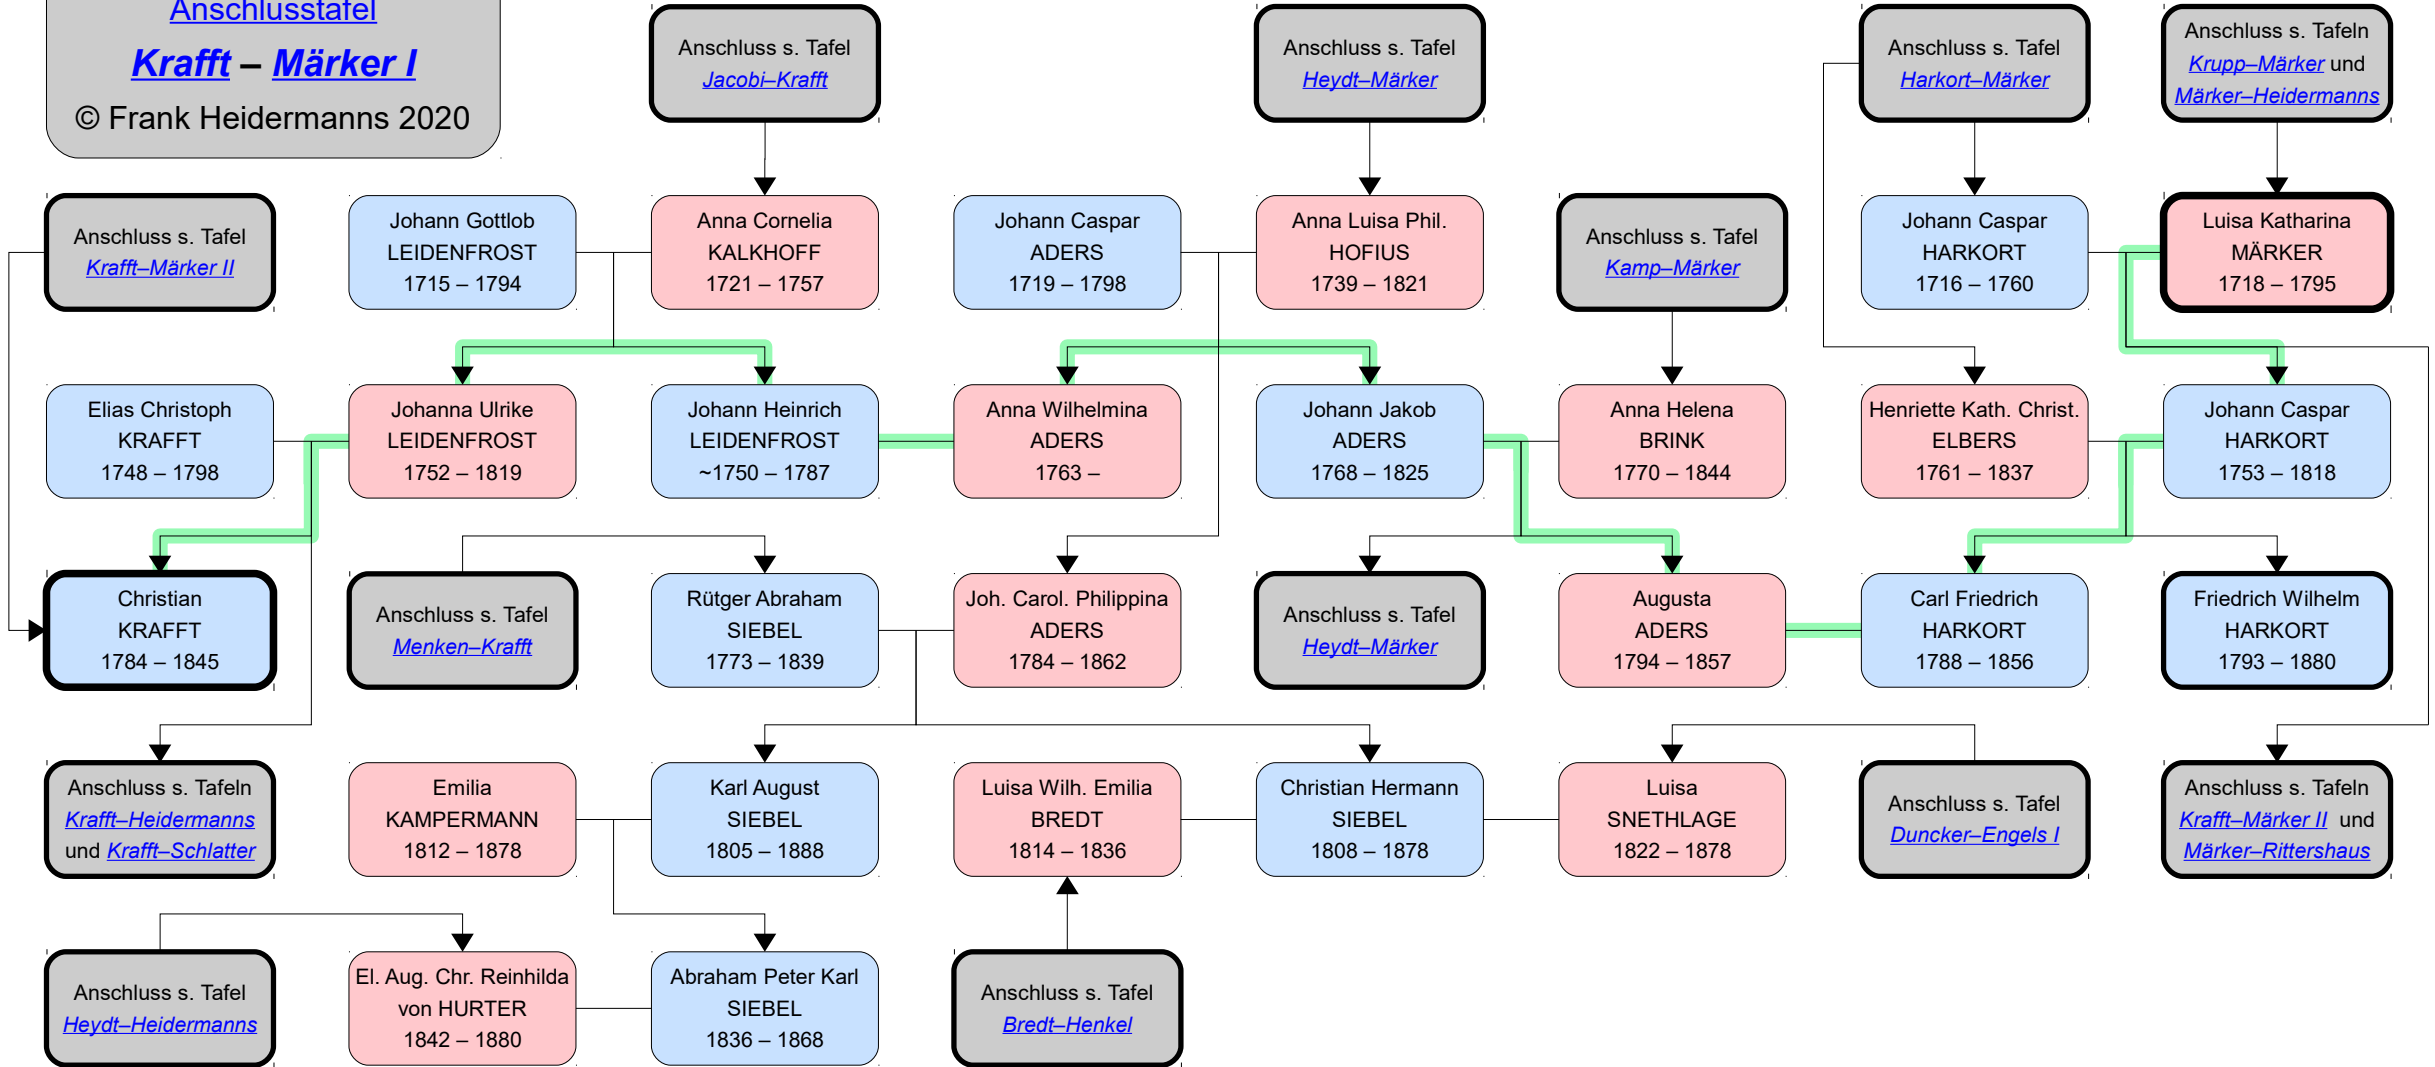 Anschlusstafel
Krafft – Märker I
© Frank Heidermanns 2020
Anschluss s. Tafel
Jacobi–Krafft
Anschluss s. Tafel
Heydt–Märker
Anschluss s. Tafel
Harkort–Märker
Anschluss s. Tafeln
Krupp–Märker und
Märker–Heidermanns
Anschluss s. Tafel
Krafft–Märker II
Johann Gottlob
LEIDENFROST
1715 – 1794
Anna Cornelia
KALKHOFF
1721 – 1757
Johann Caspar
ADERS
1719 – 1798
Anna Luisa Phil.
HOFIUS
1739 – 1821
Anschluss s. Tafel
Kamp–Märker
Johann Caspar
HARKORT
1716 – 1760
Luisa Katharina
MÄRKER
1718 – 1795
Elias Christoph
KRAFFT
1748 – 1798
Johanna Ulrike
LEIDENFROST
1752 – 1819
Johann Heinrich
LEIDENFROST
~1750 – 1787
Anna Wilhelmina
ADERS
1763 –
Johann Jakob
ADERS
1768 – 1825
Anna Helena
BRINK
1770 – 1844
Henriette Kath. Christ.
ELBERS
1761 – 1837
Johann Caspar
HARKORT
1753 – 1818
Christian
KRAFFT
1784 – 1845
Anschluss s. Tafel
Menken–Krafft
Rütger Abraham
SIEBEL
1773 – 1839
Joh. Carol. Philippina
ADERS
1784 – 1862
Anschluss s. Tafel
Heydt–Märker
Augusta
ADERS
1794 – 1857
Carl Friedrich
HARKORT
1788 – 1856
Friedrich Wilhelm
HARKORT
1793 – 1880
Anschluss s. Tafeln
Krafft–Heidermanns
und Krafft–Schlatter
Emilia
KAMPERMANN
1812 – 1878
Karl August
SIEBEL
1805 – 1888
Luisa Wilh. Emilia
BREDT
1814 – 1836
Christian Hermann
SIEBEL
1808 – 1878
Luisa
SNETHLAGE
1822 – 1878
Anschluss s. Tafel
Duncker–Engels I
Anschluss s. Tafeln
Krafft–Märker II und
Märker–Rittershaus
Anschluss s. Tafel
Heydt–Heidermanns
El. Aug. Chr. Reinhilda
von HURTER
1842 – 1880
Abraham Peter Karl
SIEBEL
1836 – 1868
Anschluss s. Tafel
Bredt–Henkel